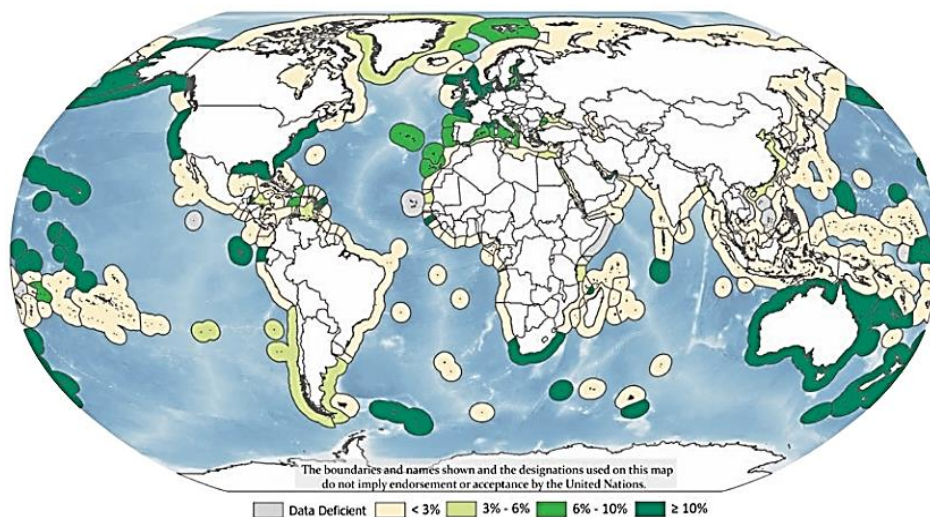 The boundaries and names shown and the designations used on this map
do not imply endorsement or acceptance by the United Nations.
Data Deficient < 3% 3% - 6% 6% - 10% ≥ 10%